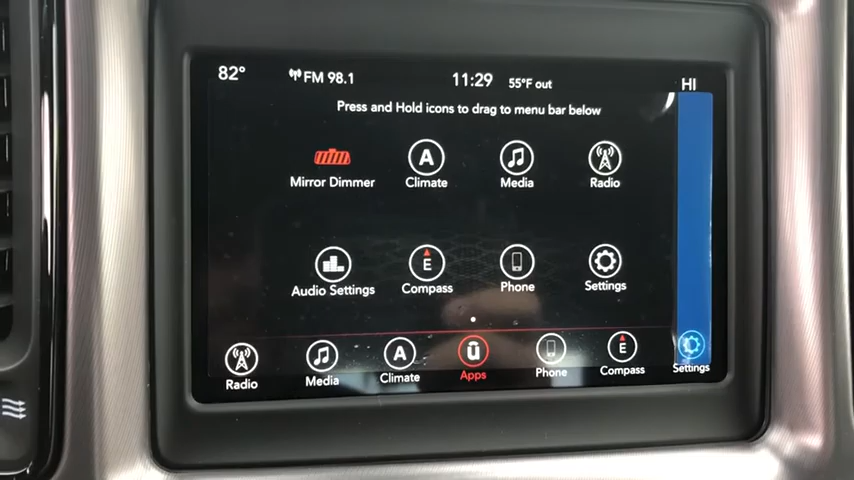 82° FM 98.1 11:29 55°F out HI
Press and Hold icons to drag to menu bar below
A E
Mirror Dimmer Climate Media Radio
Audio Settings Compass Phone Settings
A ū E
Radio Media Climate Apps Phone Compass Settings